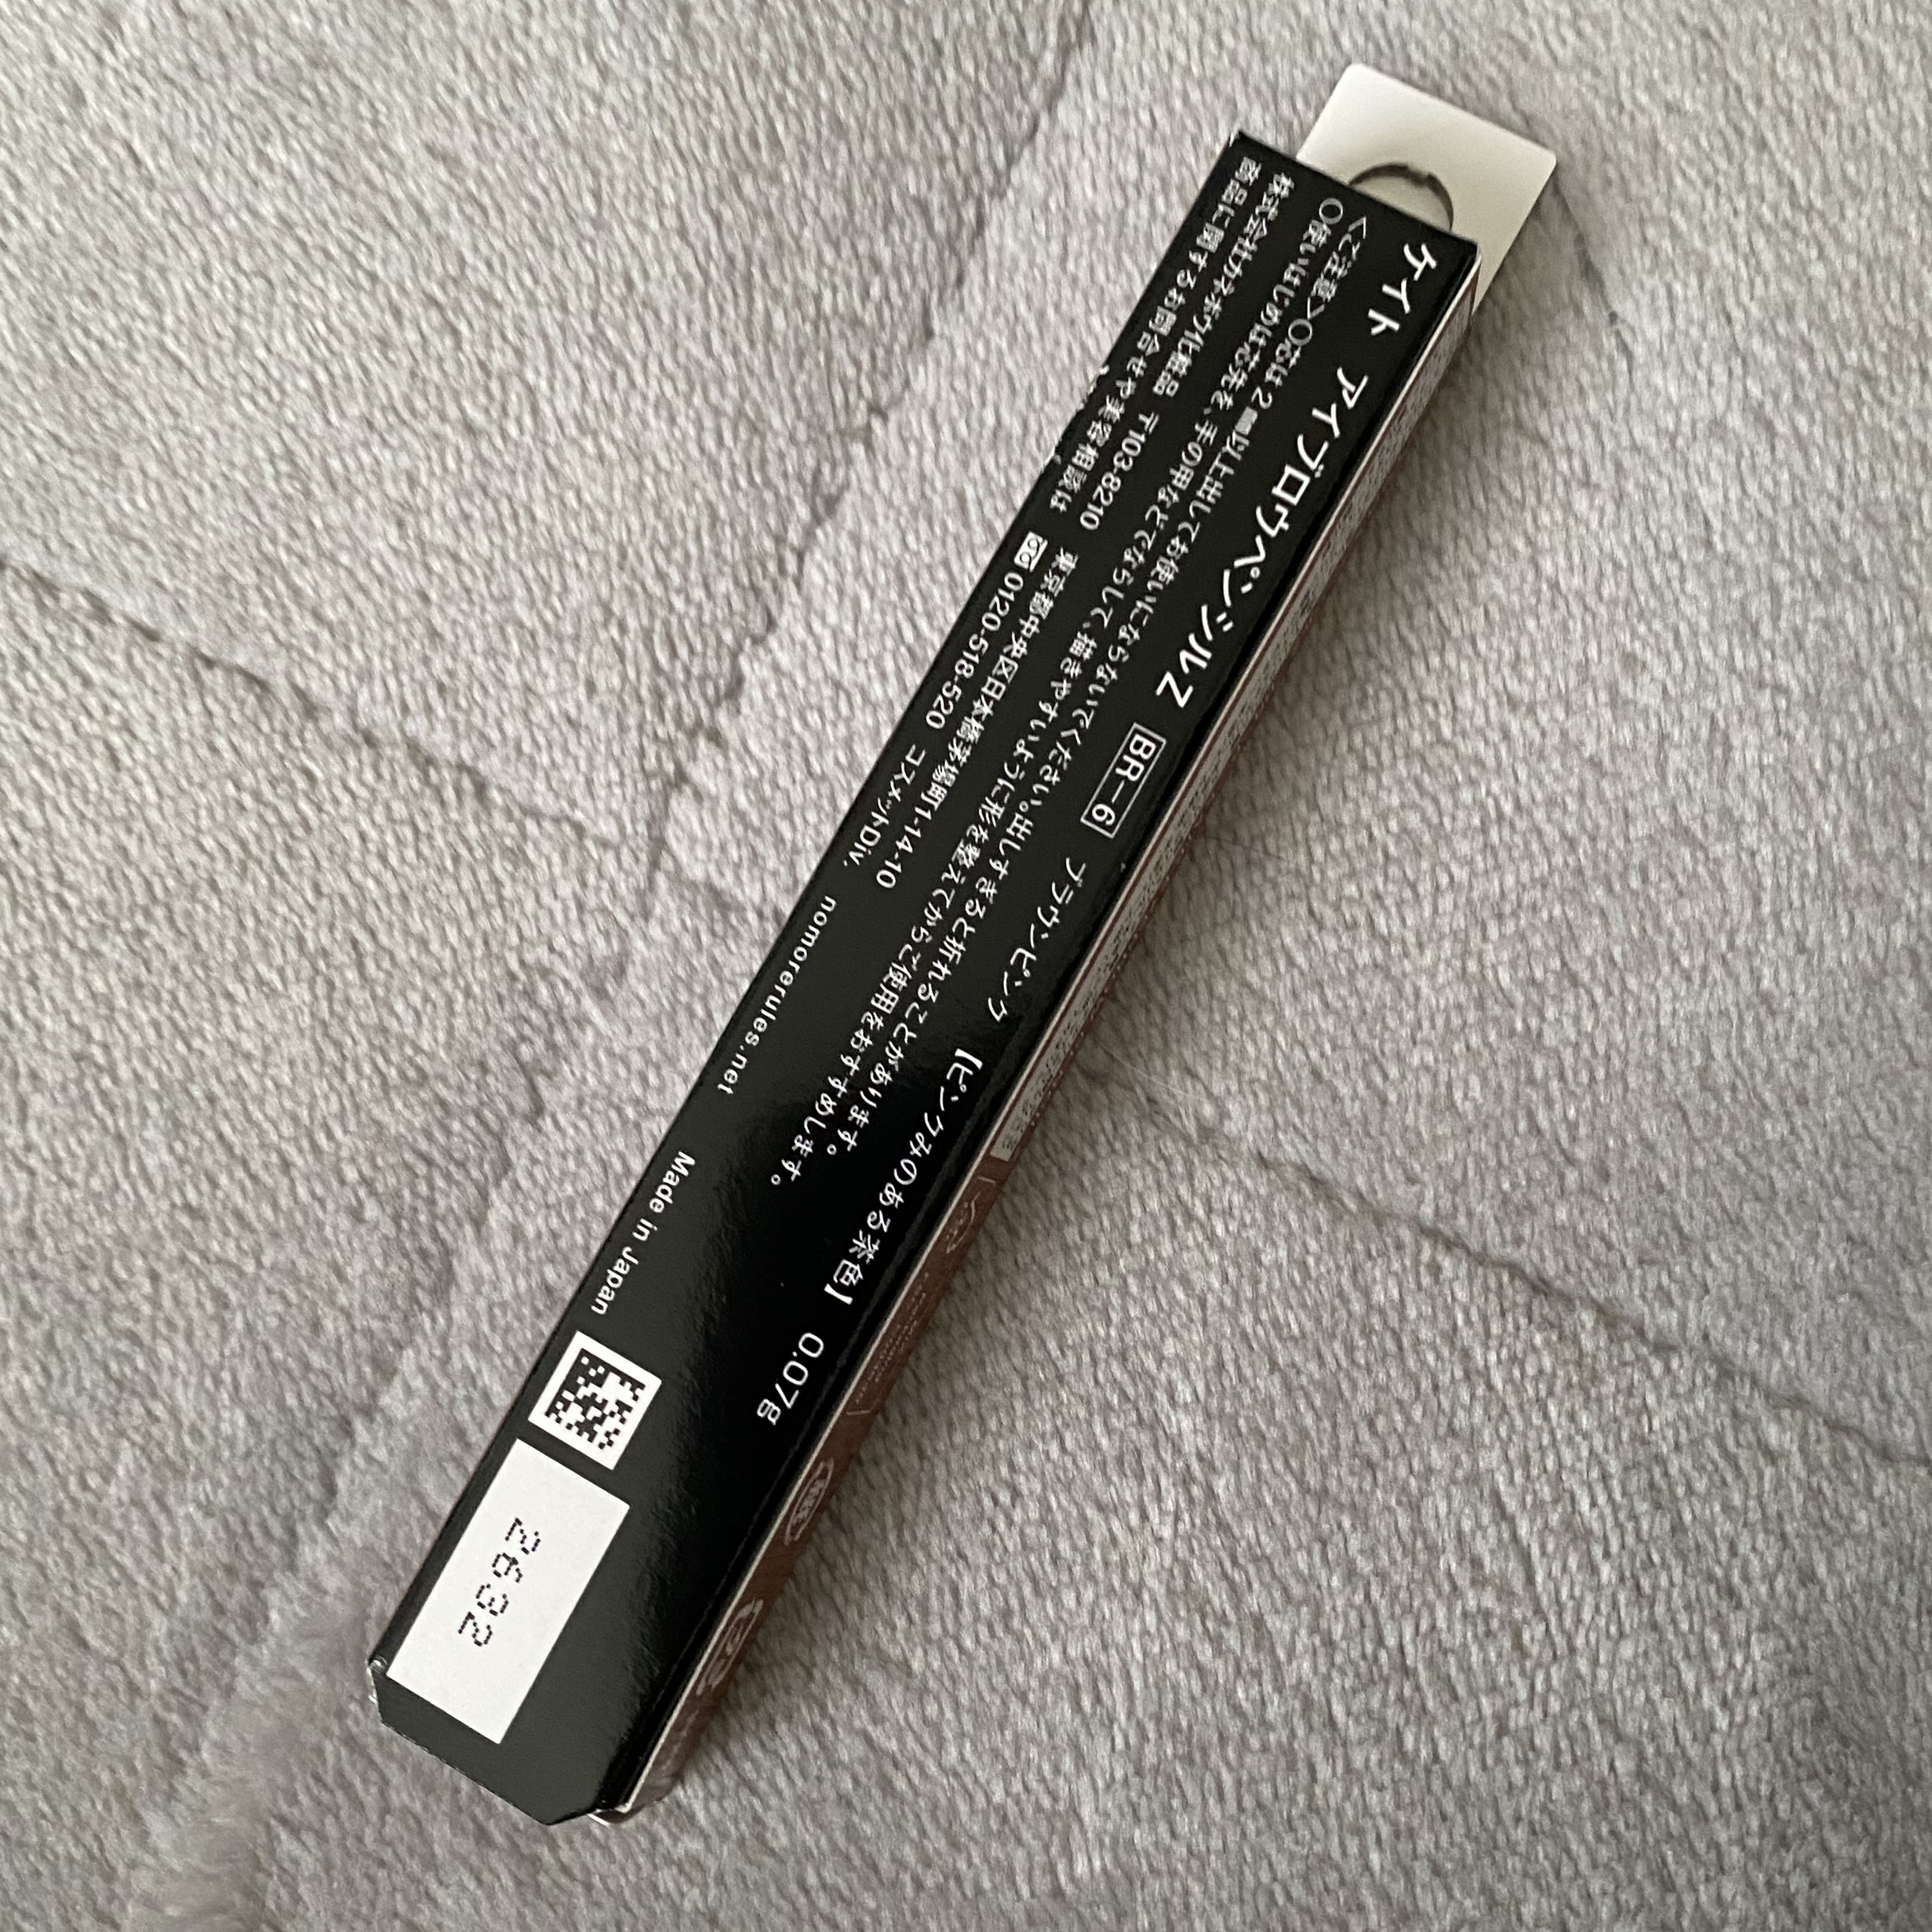 ケイト アイブロウペンシルZ BR-6 ブラウンピンク 【ピンクみのある茶色】 0.07g
<ご注意>○芯は2mm以上出してお使いにならないでください。出しすぎると折れることがあります。
○使いはじめは芯先を、手の甲などでならして、描きやすいように形を整えてからご使用をおすすめします。
株式会社カネボウ化粧品 〒103-8210 東京都中央区日本橋茅場町1-14-10
商品に関するお問合せや美容相談は 0120-518-520 コスメットDiv. nomorerules.net Made in Japan
2632